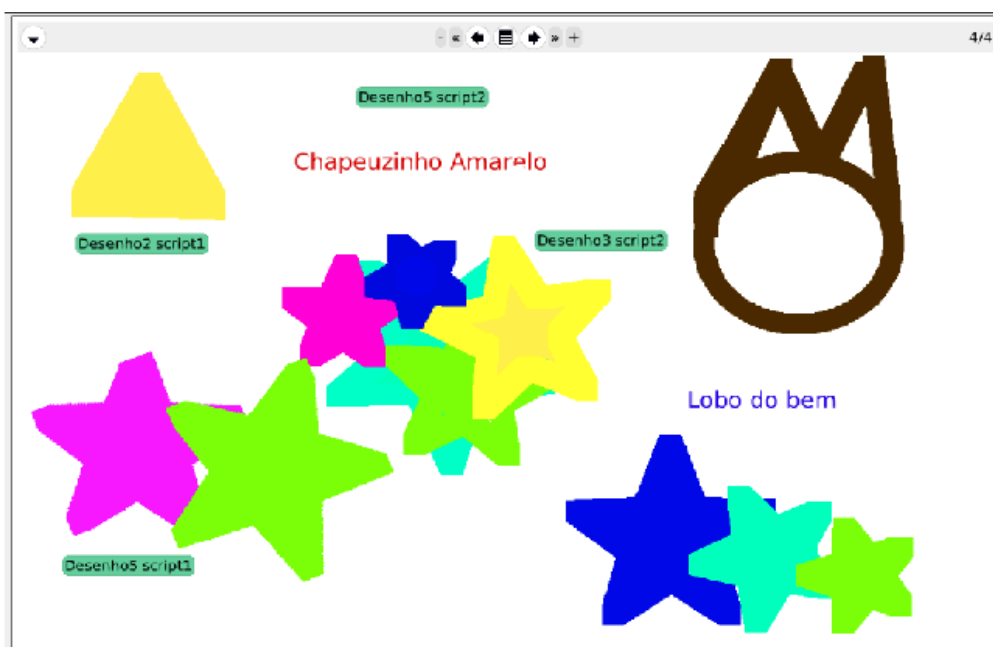 - « » +
4/4
Desenho5 script2
Chapeuzinho Amarelo
Desenho2 script1
Desenho3 script2
Lobo do bem
Desenho5 script1